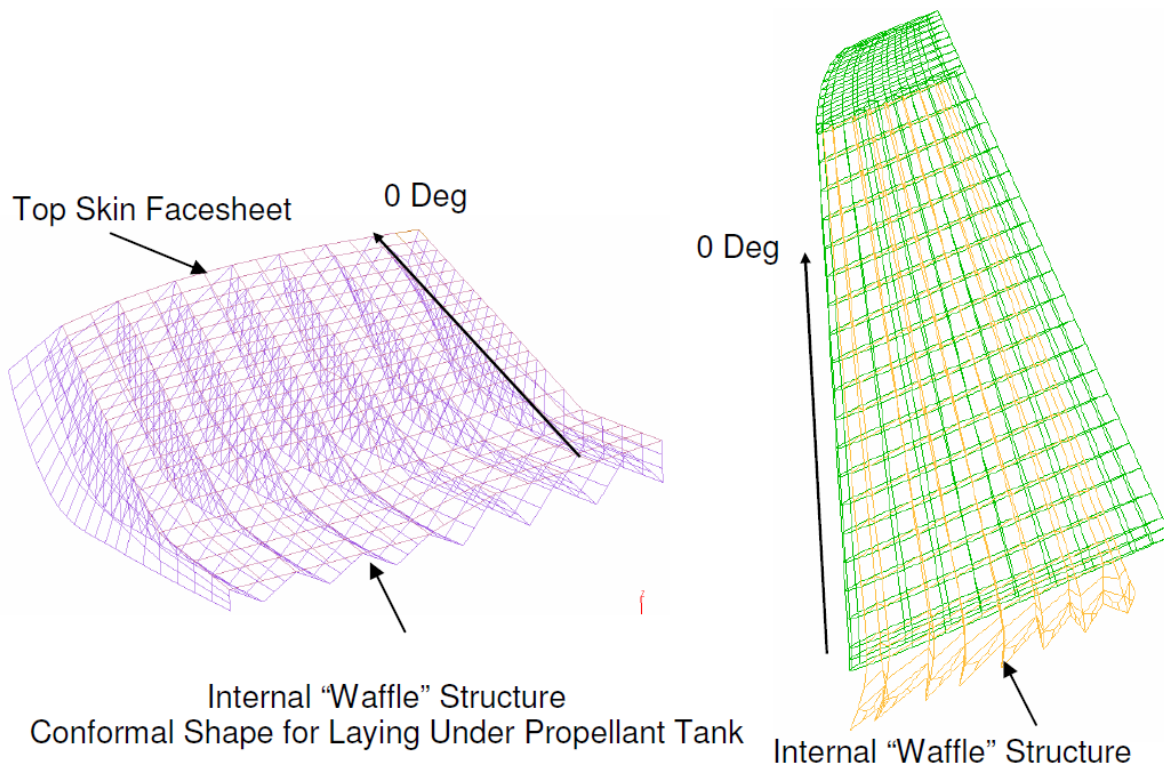 Top Skin Facesheet
0 Deg
0 Deg
Internal “Waffle” Structure
Conformal Shape for Laying Under Propellant Tank
Internal “Waffle” Structure